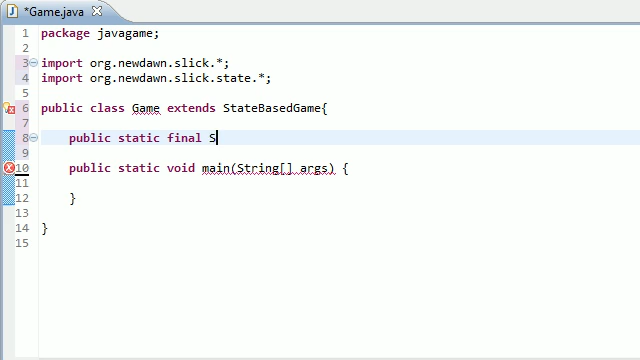 *Game.java
1 package javagame;
2
3 import org.newdawn.slick.*;
4 import org.newdawn.slick.state.*;
5
6 public class Game extends StateBasedGame{
7
8 public static final S
9
10 public static void main(String[] args) {
11
12 }
13
14 }
15